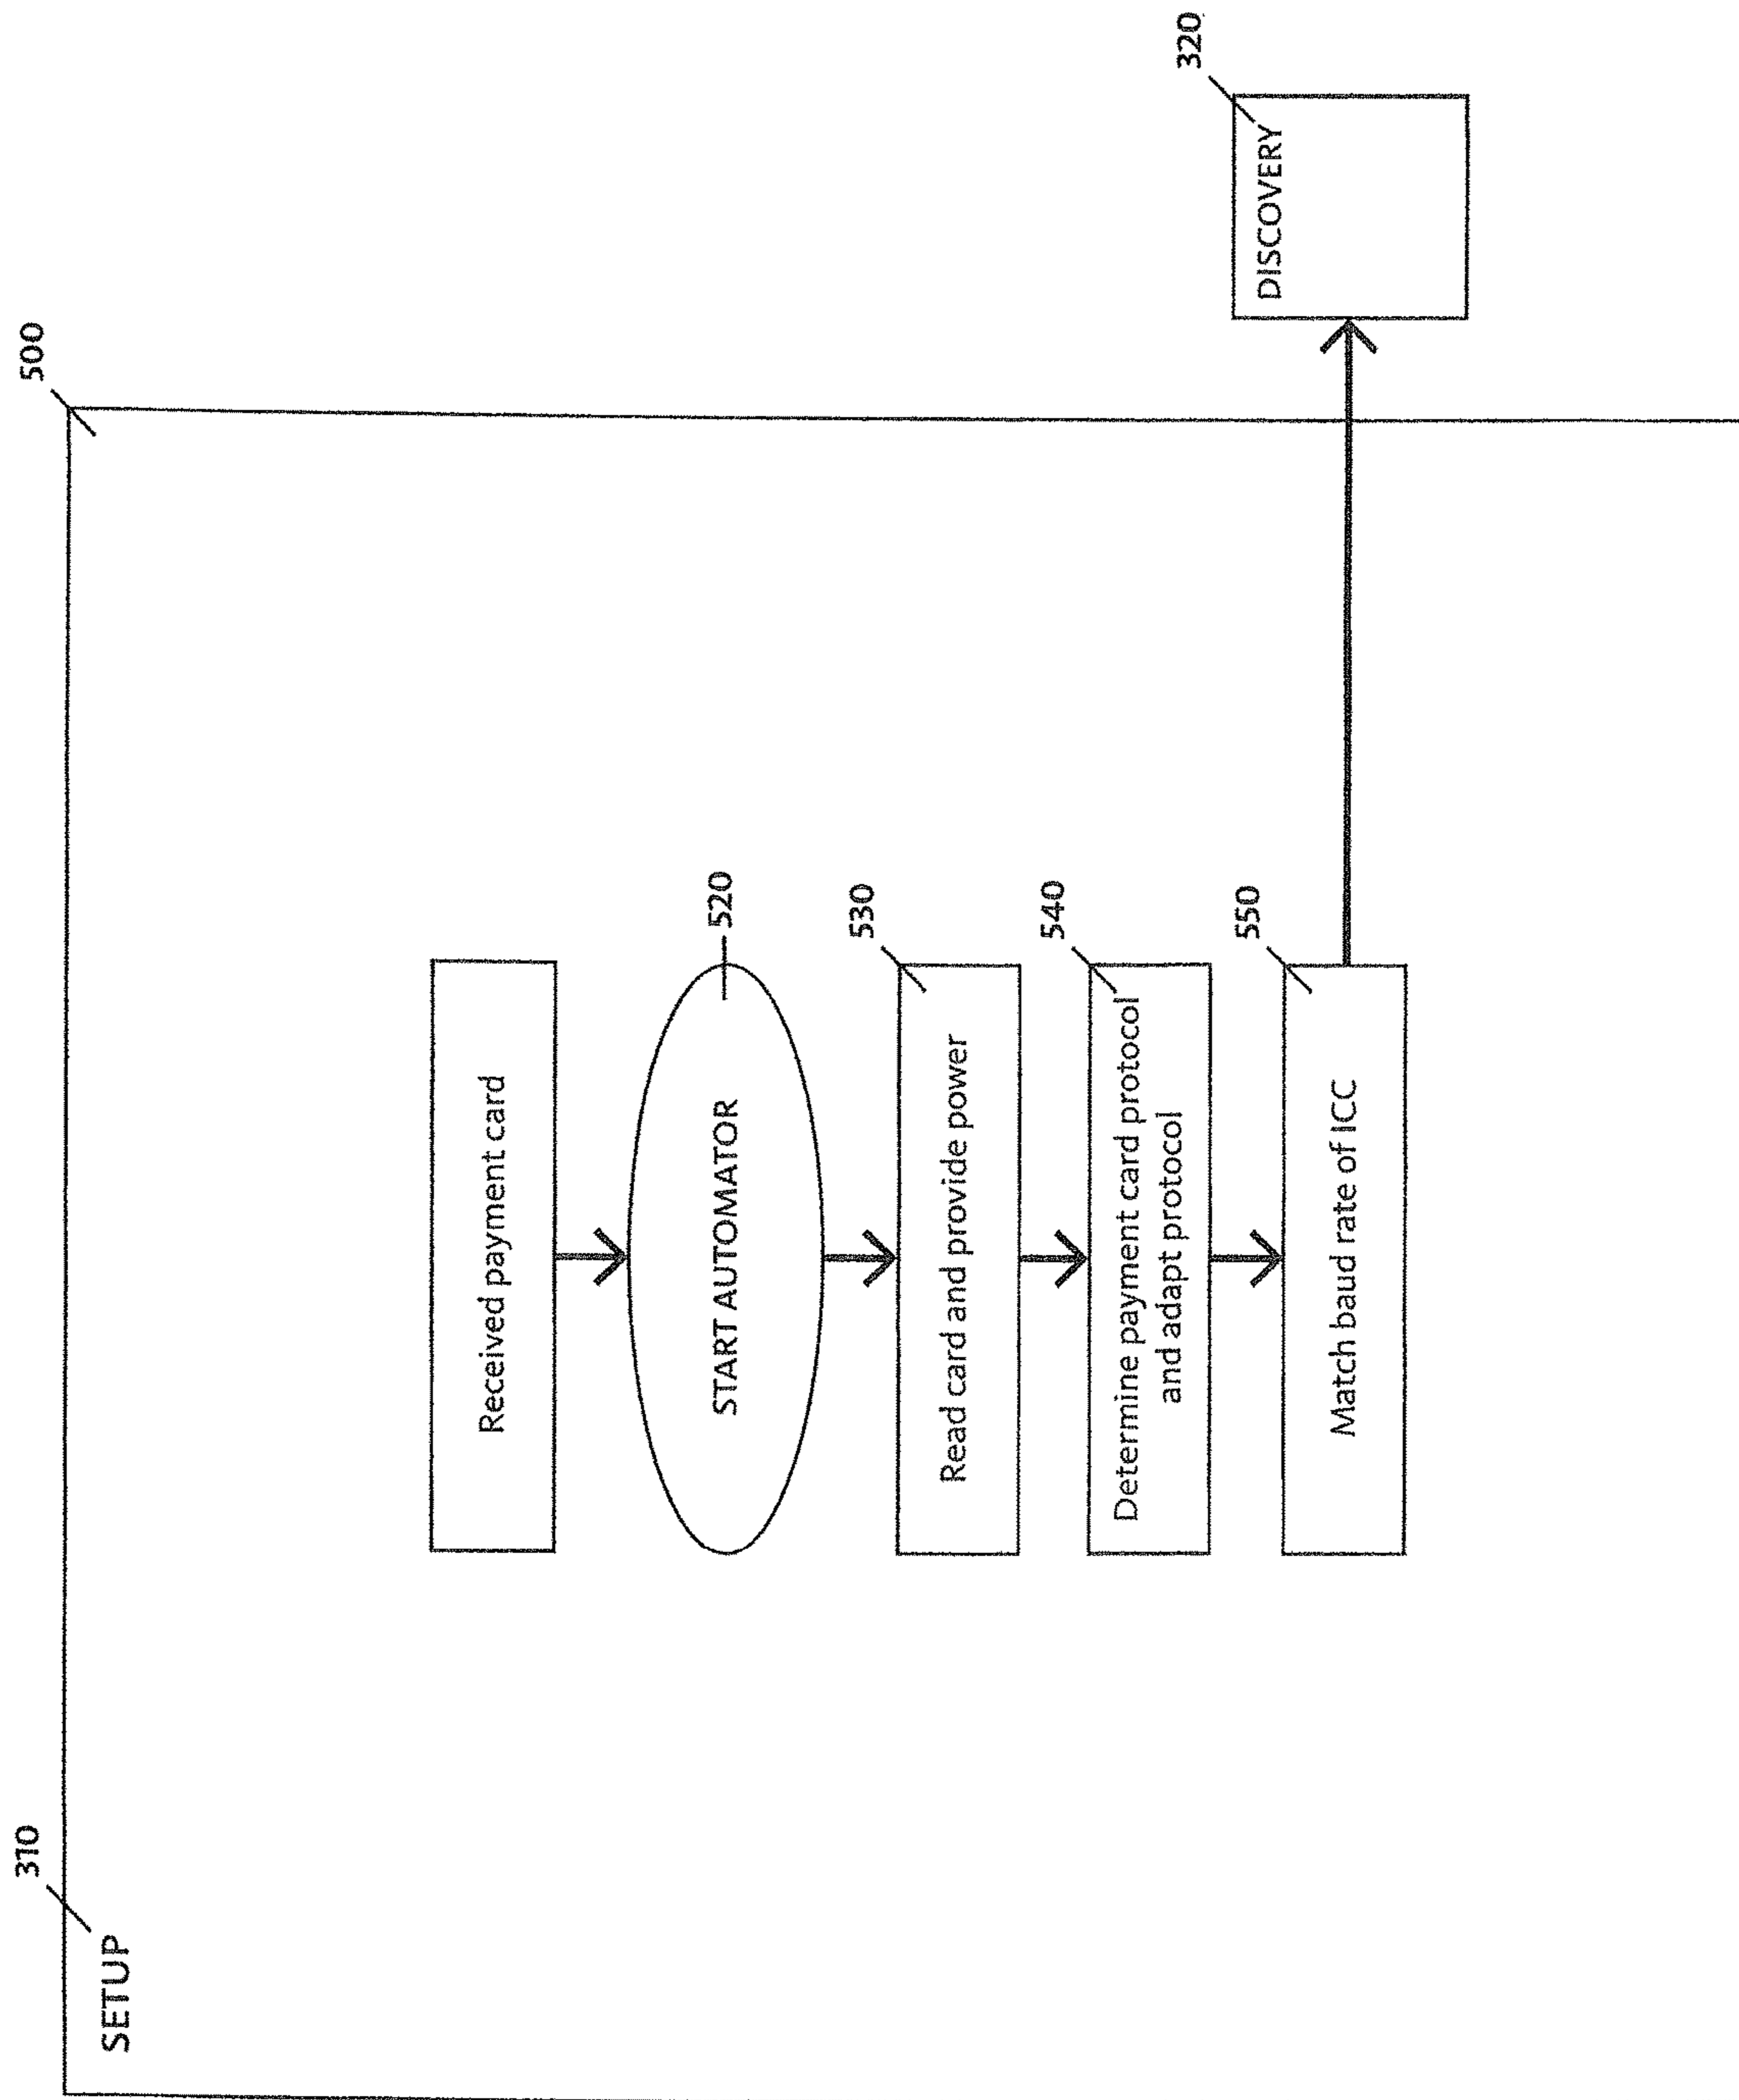 310
500
SETUP
Received payment card
START AUTOMATOR
520
Read card and provide power
530
Determine payment card protocol
and adapt protocol
540
Match baud rate of ICC
550
DISCOVERY
320